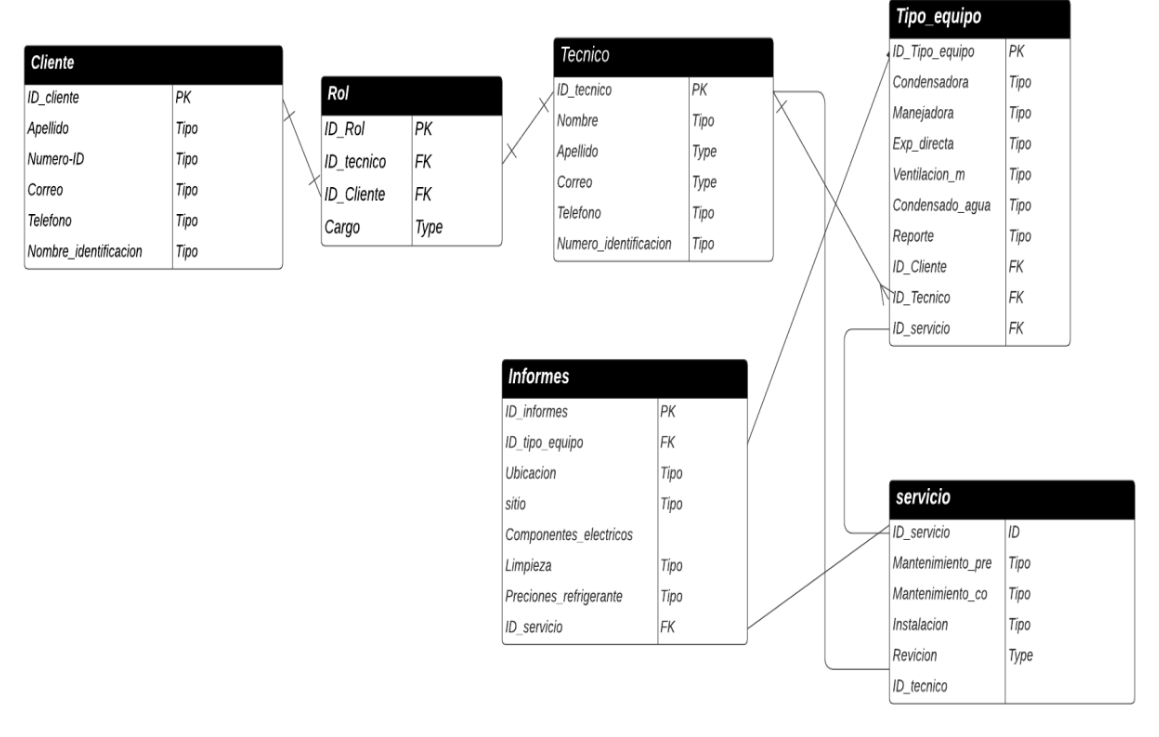 Cliente
ID_cliente PK
Apellido Tipo
Numero-ID Tipo
Correo Tipo
Telefono Tipo
Nombre_identificacion Tipo
Rol
ID_Rol PK
ID_tecnico FK
ID_Cliente FK
Cargo Type
Tecnico
ID_tecnico PK
Nombre Tipo
Apellido Type
Correo Type
Telefono Tipo
Numero_identificacion Tipo
Tipo_equipo
ID_Tipo_equipo PK
Condensadora Tipo
Manejadora Tipo
Exp_directa Tipo
Ventilacion_m Tipo
Condensado_agua Tipo
Reporte Tipo
ID_Cliente FK
ID_Tecnico FK
ID_servicio FK
Informes
ID_informes PK
ID_tipo_equipo FK
Ubicacion Tipo
sitio Tipo
Componentes_electricos
Limpieza Tipo
Preciones_refrigerante Tipo
ID_servicio FK
servicio
ID_servicio ID
Mantenimiento_pre Tipo
Mantenimiento_co Tipo
Instalacion Tipo
Revicion Type
ID_tecnico